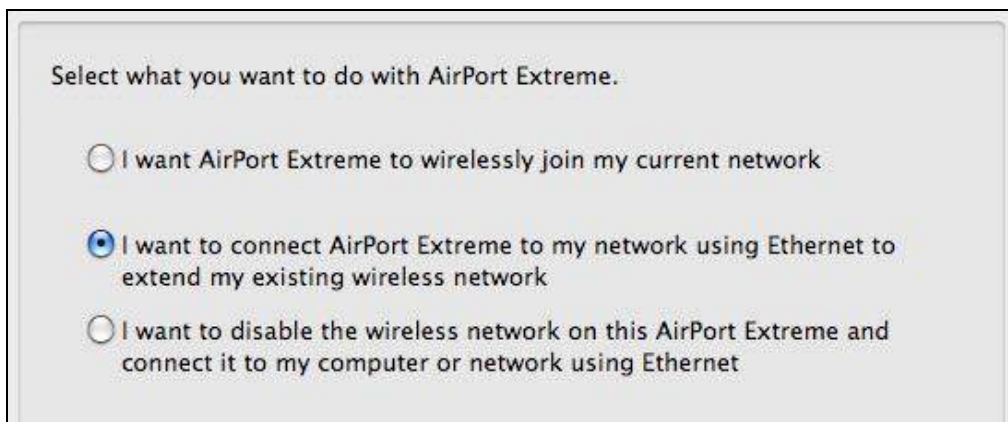 Select what you want to do with AirPort Extreme.
I want AirPort Extreme to wirelessly join my current network
I want to connect AirPort Extreme to my network using Ethernet to
extend my existing wireless network
I want to disable the wireless network on this AirPort Extreme and
connect it to my computer or network using Ethernet